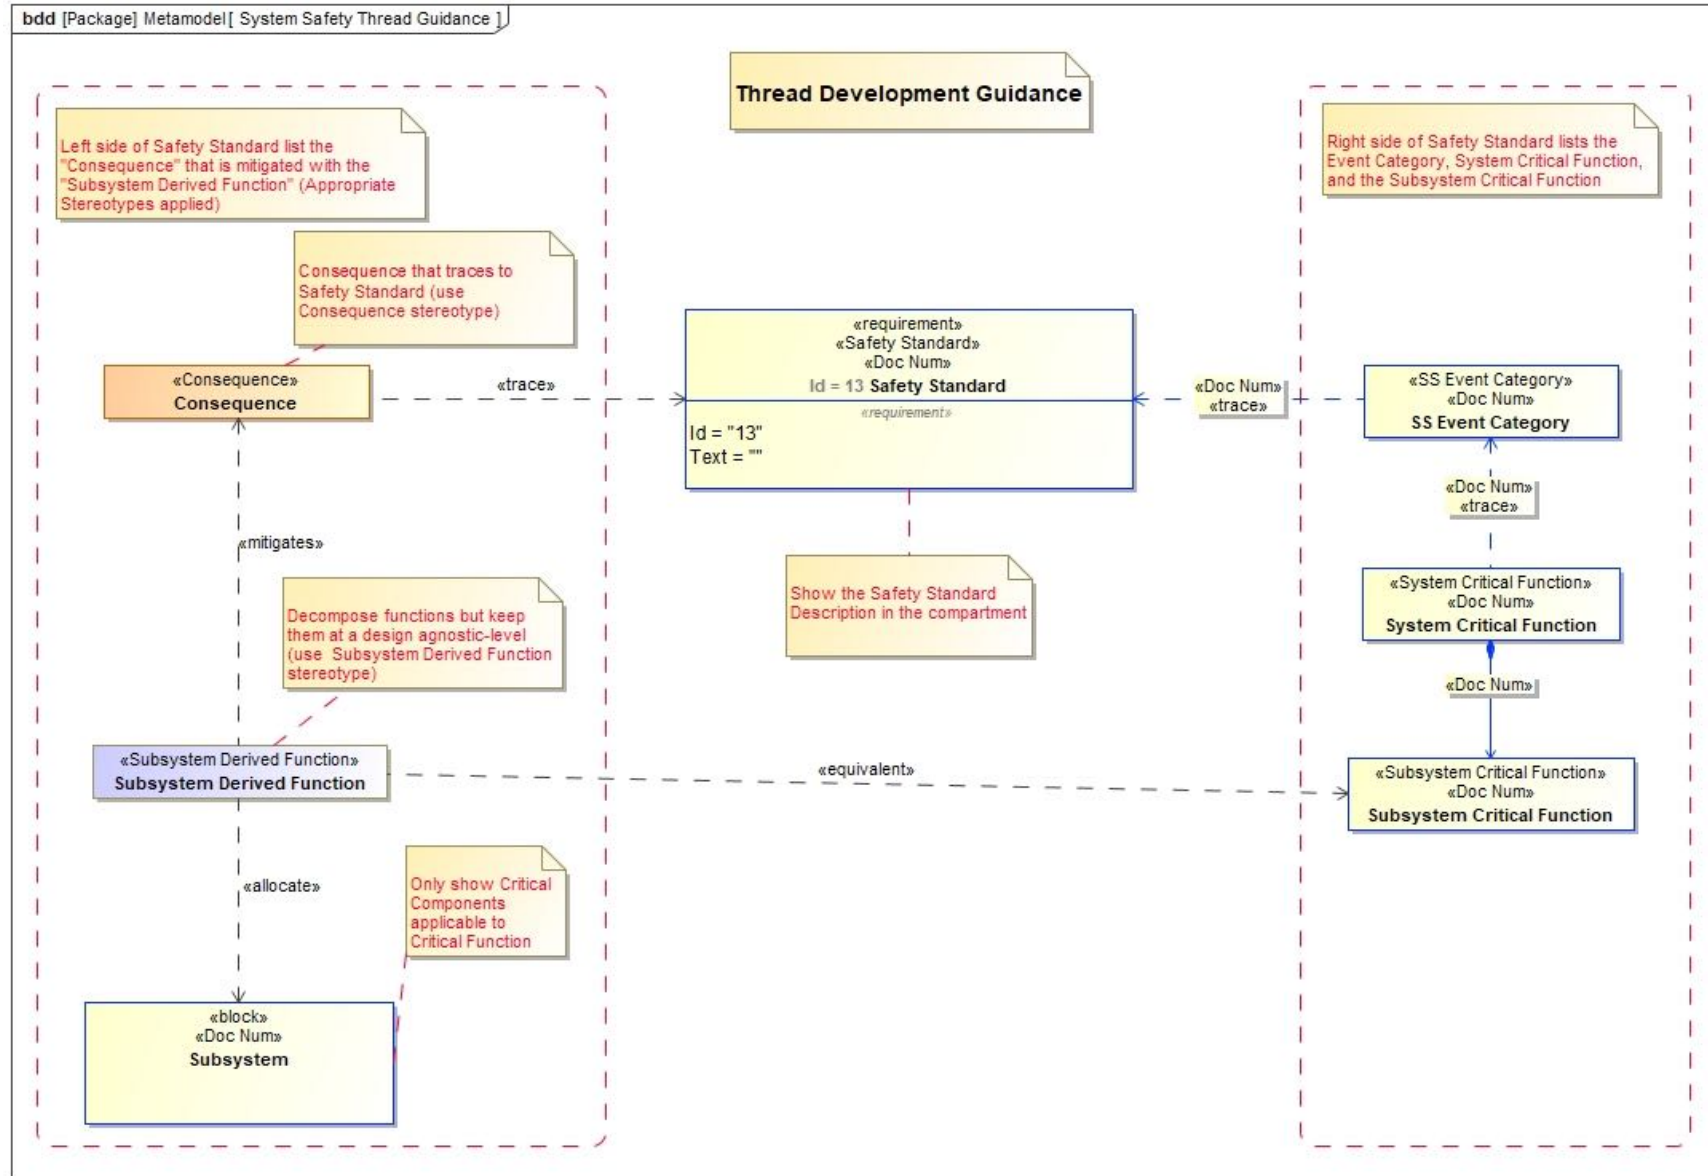 bdd [Package] Metamodel[ System Safety Thread Guidance ]
Thread Development Guidance
Left side of Safety Standard list the
"Consequence" that is mitigated with the
"Subsystem Derived Function" (Appropriate
Stereotypes applied)
Right side of Safety Standard lists the
Event Category, System Critical Function,
and the Subsystem Critical Function
Consequence that traces to
Safety Standard (use
Consequence stereotype)
«Consequence»
Consequence
«trace»
«requirement»
«Safety Standard»
«Doc Num»
Id = 13 Safety Standard
«requirement»
Id = "13"
Text = ""
«Doc Num»
«trace»
«SS Event Category»
«Doc Num»
SS Event Category
«Doc Num»
«trace»
«mitigates»
Decompose functions but keep
them at a design agnostic-level
(use  Subsystem Derived Function
stereotype)
Show the Safety Standard
Description in the compartment
«System Critical Function»
«Doc Num»
System Critical Function
«Doc Num»
«Subsystem Derived Function»
Subsystem Derived Function
«equivalent»
«Subsystem Critical Function»
«Doc Num»
Subsystem Critical Function
«allocate»
Only show Critical
Components
applicable to
Critical Function
«block»
«Doc Num»
Subsystem